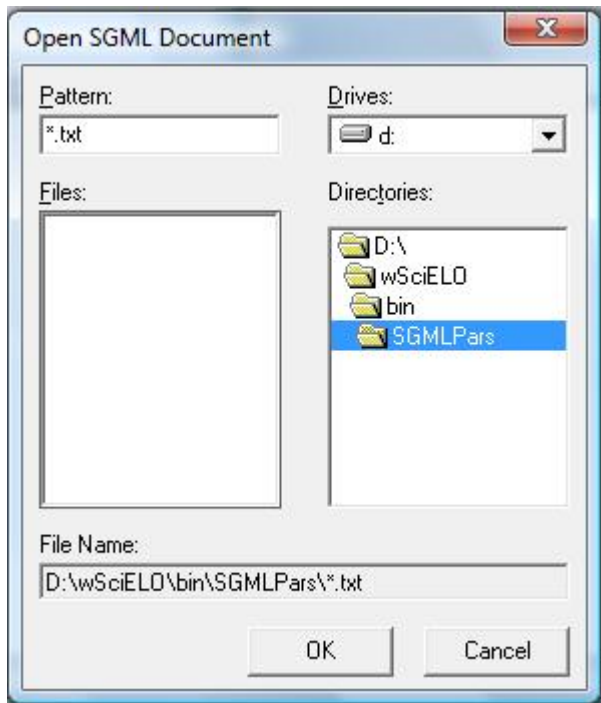 Open SGML Document
Pattern:
*.txt
Drives:
d:
Files:
Directories:
D:\
wSciELO
bin
SGMLPars
File Name:
D:\wSciELO\bin\SGMLPars\*.txt
OK
Cancel